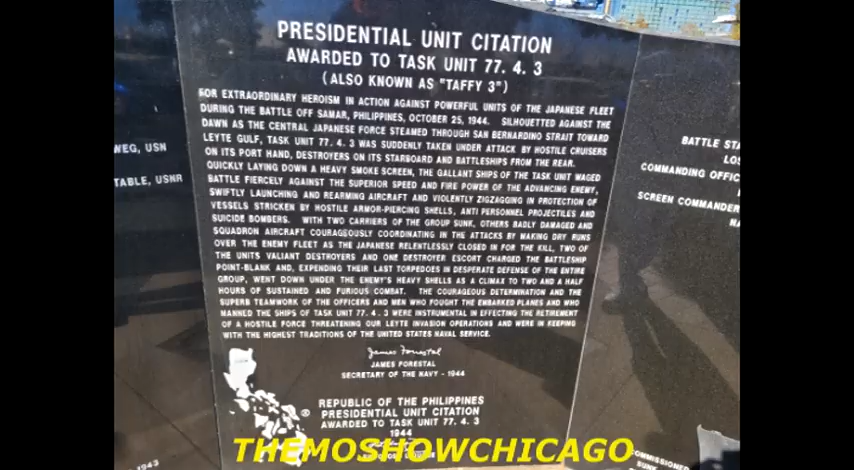 PRESIDENTIAL UNIT CITATION
AWARDED TO TASK UNIT 77. 4. 3
(ALSO KNOWN AS "TAFFY 3")
FOR EXTRAORDINARY HEROISM IN ACTION AGAINST POWERFUL UNITS OF THE JAPANESE FLEET
DURING THE BATTLE OFF SAMAR, PHILIPPINES, OCTOBER 25, 1944. SILHOUETTED AGAINST THE
DAWN AS THE CENTRAL JAPANESE FORCE STEAMED THROUGH SAN BERNARDINO STRAIT TOWARD
LEYTE GULF, TASK UNIT 77. 4. 3 WAS SUDDENLY TAKEN UNDER ATTACK BY HOSTILE CRUISERS
ON ITS PORT HAND, DESTROYERS ON ITS STARBOARD AND BATTLESHIPS FROM THE REAR.
QUICKLY LAYING DOWN A HEAVY SMOKE SCREEN, THE GALLANT SHIPS OF THE TASK UNIT WAGED
BATTLE FIERCELY AGAINST THE SUPERIOR SPEED AND FIRE POWER OF THE ADVANCING ENEMY,
SWIFTLY LAUNCHING AND REARMING AIRCRAFT AND VIOLENTLY ZIGZAGGING IN PROTECTION OF
VESSELS STRICKEN BY HOSTILE ARMOR-PIERCING SHELLS, ANTI PERSONNEL PROJECTILES AND
SUICIDE BOMBERS. WITH TWO CARRIERS OF THE GROUP SUNK, OTHERS BADLY DAMAGED AND
SQUADRON AIRCRAFT COURAGEOUSLY COORDINATING IN THE ATTACKS BY MAKING DRY RUNS
OVER THE ENEMY FLEET AS THE JAPANESE RELENTLESSLY CLOSED IN FOR THE KILL, TWO OF
THE UNITS VALIANT DESTROYERS AND ONE DESTROYER ESCORT CHARGED THE BATTLESHIP
POINT-BLANK AND, EXPENDING THEIR LAST TORPEDOES IN DESPERATE DEFENSE OF THE ENTIRE
GROUP, WENT DOWN UNDER THE ENEMY'S HEAVY SHELLS AS A CLIMAX TO TWO AND A HALF
HOURS OF SUSTAINED AND FURIOUS COMBAT. THE COURAGEOUS DETERMINATION AND THE
SUPERB TEAMWORK OF THE OFFICERS AND MEN WHO FOUGHT THE EMBARKED PLANES AND WHO
MANNED THE SHIPS OF TASK UNIT 77. 4. 3 WERE INSTRUMENTAL IN EFFECTING THE RETIREMENT
OF A HOSTILE FORCE THREATENING OUR LEYTE INVASION OPERATIONS AND WERE IN KEEPING
WITH THE HIGHEST TRADITIONS OF THE UNITED STATES NAVAL SERVICE.
James Forestal
JAMES FORESTAL
SECRETARY OF THE NAVY - 1944
REPUBLIC OF THE PHILIPPINES
PRESIDENTIAL UNIT CITATION
AWARDED TO TASK UNIT 77. 4. 3
1944
THEMOSHOWCHICAGO
WEG, USN
TABLE, USNR
1943
BATTLE STA
LOS
COMMANDING OFFIC
SCREEN COMMANDER
NA
COMMISSIONED
SUNK